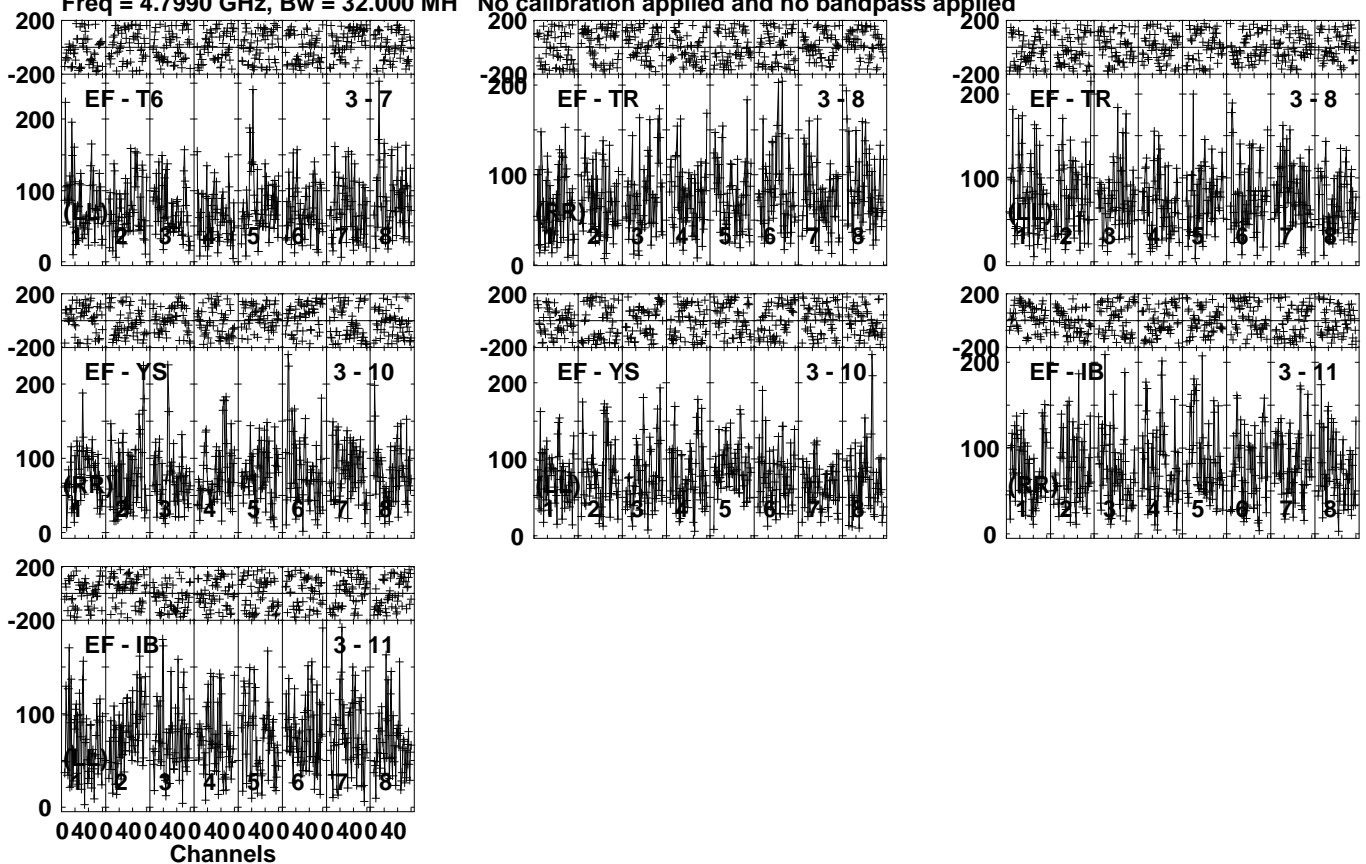 Freq = 4.7990 GHz, Bw = 32.000 MH No calibration applied and no bandpass applied
200
-200
EF - T6 3 - 7
200
100
(LL)
1 2 3 4 5 6 7 8
0
200
-200
200
EF - TR 3 - 8
100
(RR)
1 2 3 4 5 6 7 8
0
200
-200
200
EF - TR 3 - 8
100
(LL)
1 2 3 4 5 6 7 8
0
200
-200
EF - YS 3 - 10
200
100
(RR)
1 2 3 4 5 6 7 8
0
200
-200
EF - YS 3 - 10
200
100
(LL)
1 2 3 4 5 6 7 8
0
200
-200
200
EF - IB 3 - 11
100
(RR)
1 2 3 4 5 6 7 8
0
200
-200
EF - IB 3 - 11
100
(LL)
1 2 3 4 5 6 7 8
0
0 40 0 40 0 40 0 40 0 40 0 40 0 40 0 40
Channels